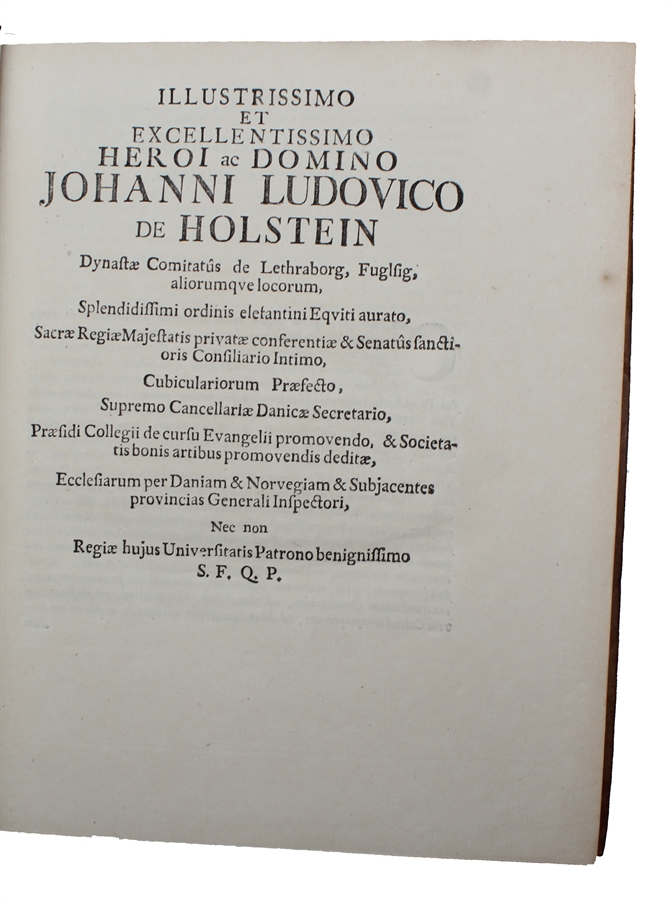 ILLUSTRISSIMO
ET
EXCELLENTISSIMO
HEROI ac DOMINO
JOHANNI LUDOVICO
DE HOLSTEIN
Dynaſtæ Comitatûs de Lethraborg, Fuglſig,
aliorumqve locorum,
Splendidiſſimi ordinis elefantini Eqviti aurato,
Sacræ Regiæ Majeſtatis privatæ conferentiæ & Senatûs ſancti-
oris Conſiliario Intimo,
Cubiculariorum Præfecto,
Supremo Cancellariæ Danicæ Secretario,
Præſidi Collegii de curſu Evangelii promovendo, & Societa-
tis bonis artibus promovendis deditæ,
Eccleſiarum per Daniam & Norvegiam & Subjacentes
provincias Generali Inſpectori,
Nec non
Regiæ hujus Univerſitatis Patrono benigniſſimo
S. F. Q. P.